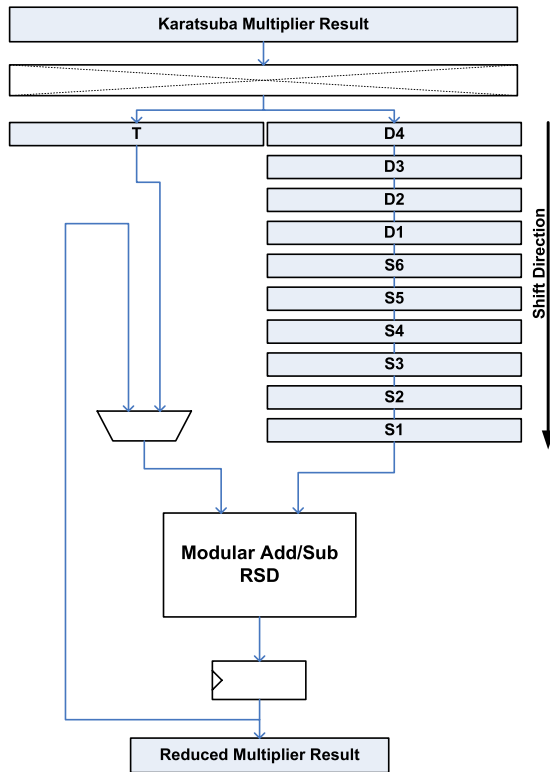 Karatsuba Multiplier Result
T
D4
D3
D2
D1
S6
S5
S4
S3
S2
S1
Shift Direction
Modular Add/Sub
RSD
Reduced Multiplier Result